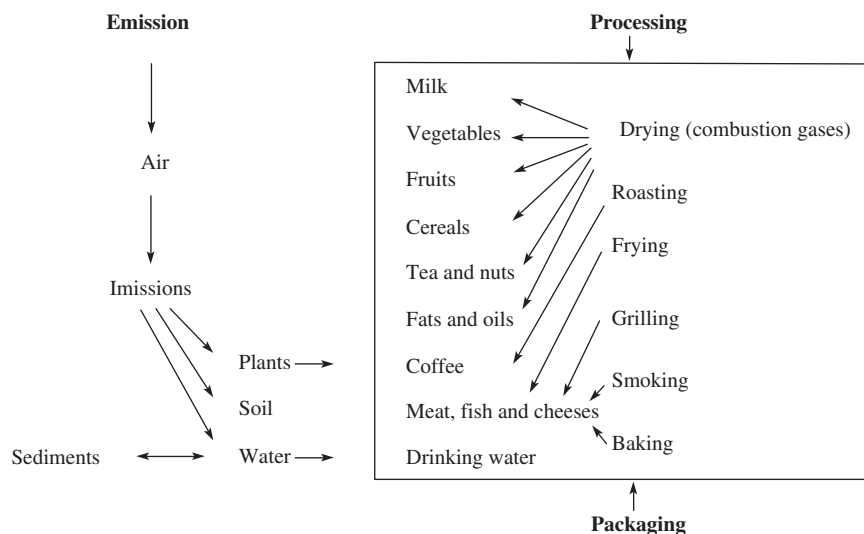 Emission
Air
Imissions
Plants
Soil
Sediments
Water
Processing
Milk
Vegetables
Fruits
Cereals
Tea and nuts
Fats and oils
Coffee
Meat, fish and cheeses
Drinking water
Drying (combustion gases)
Roasting
Frying
Grilling
Smoking
Baking
Packaging